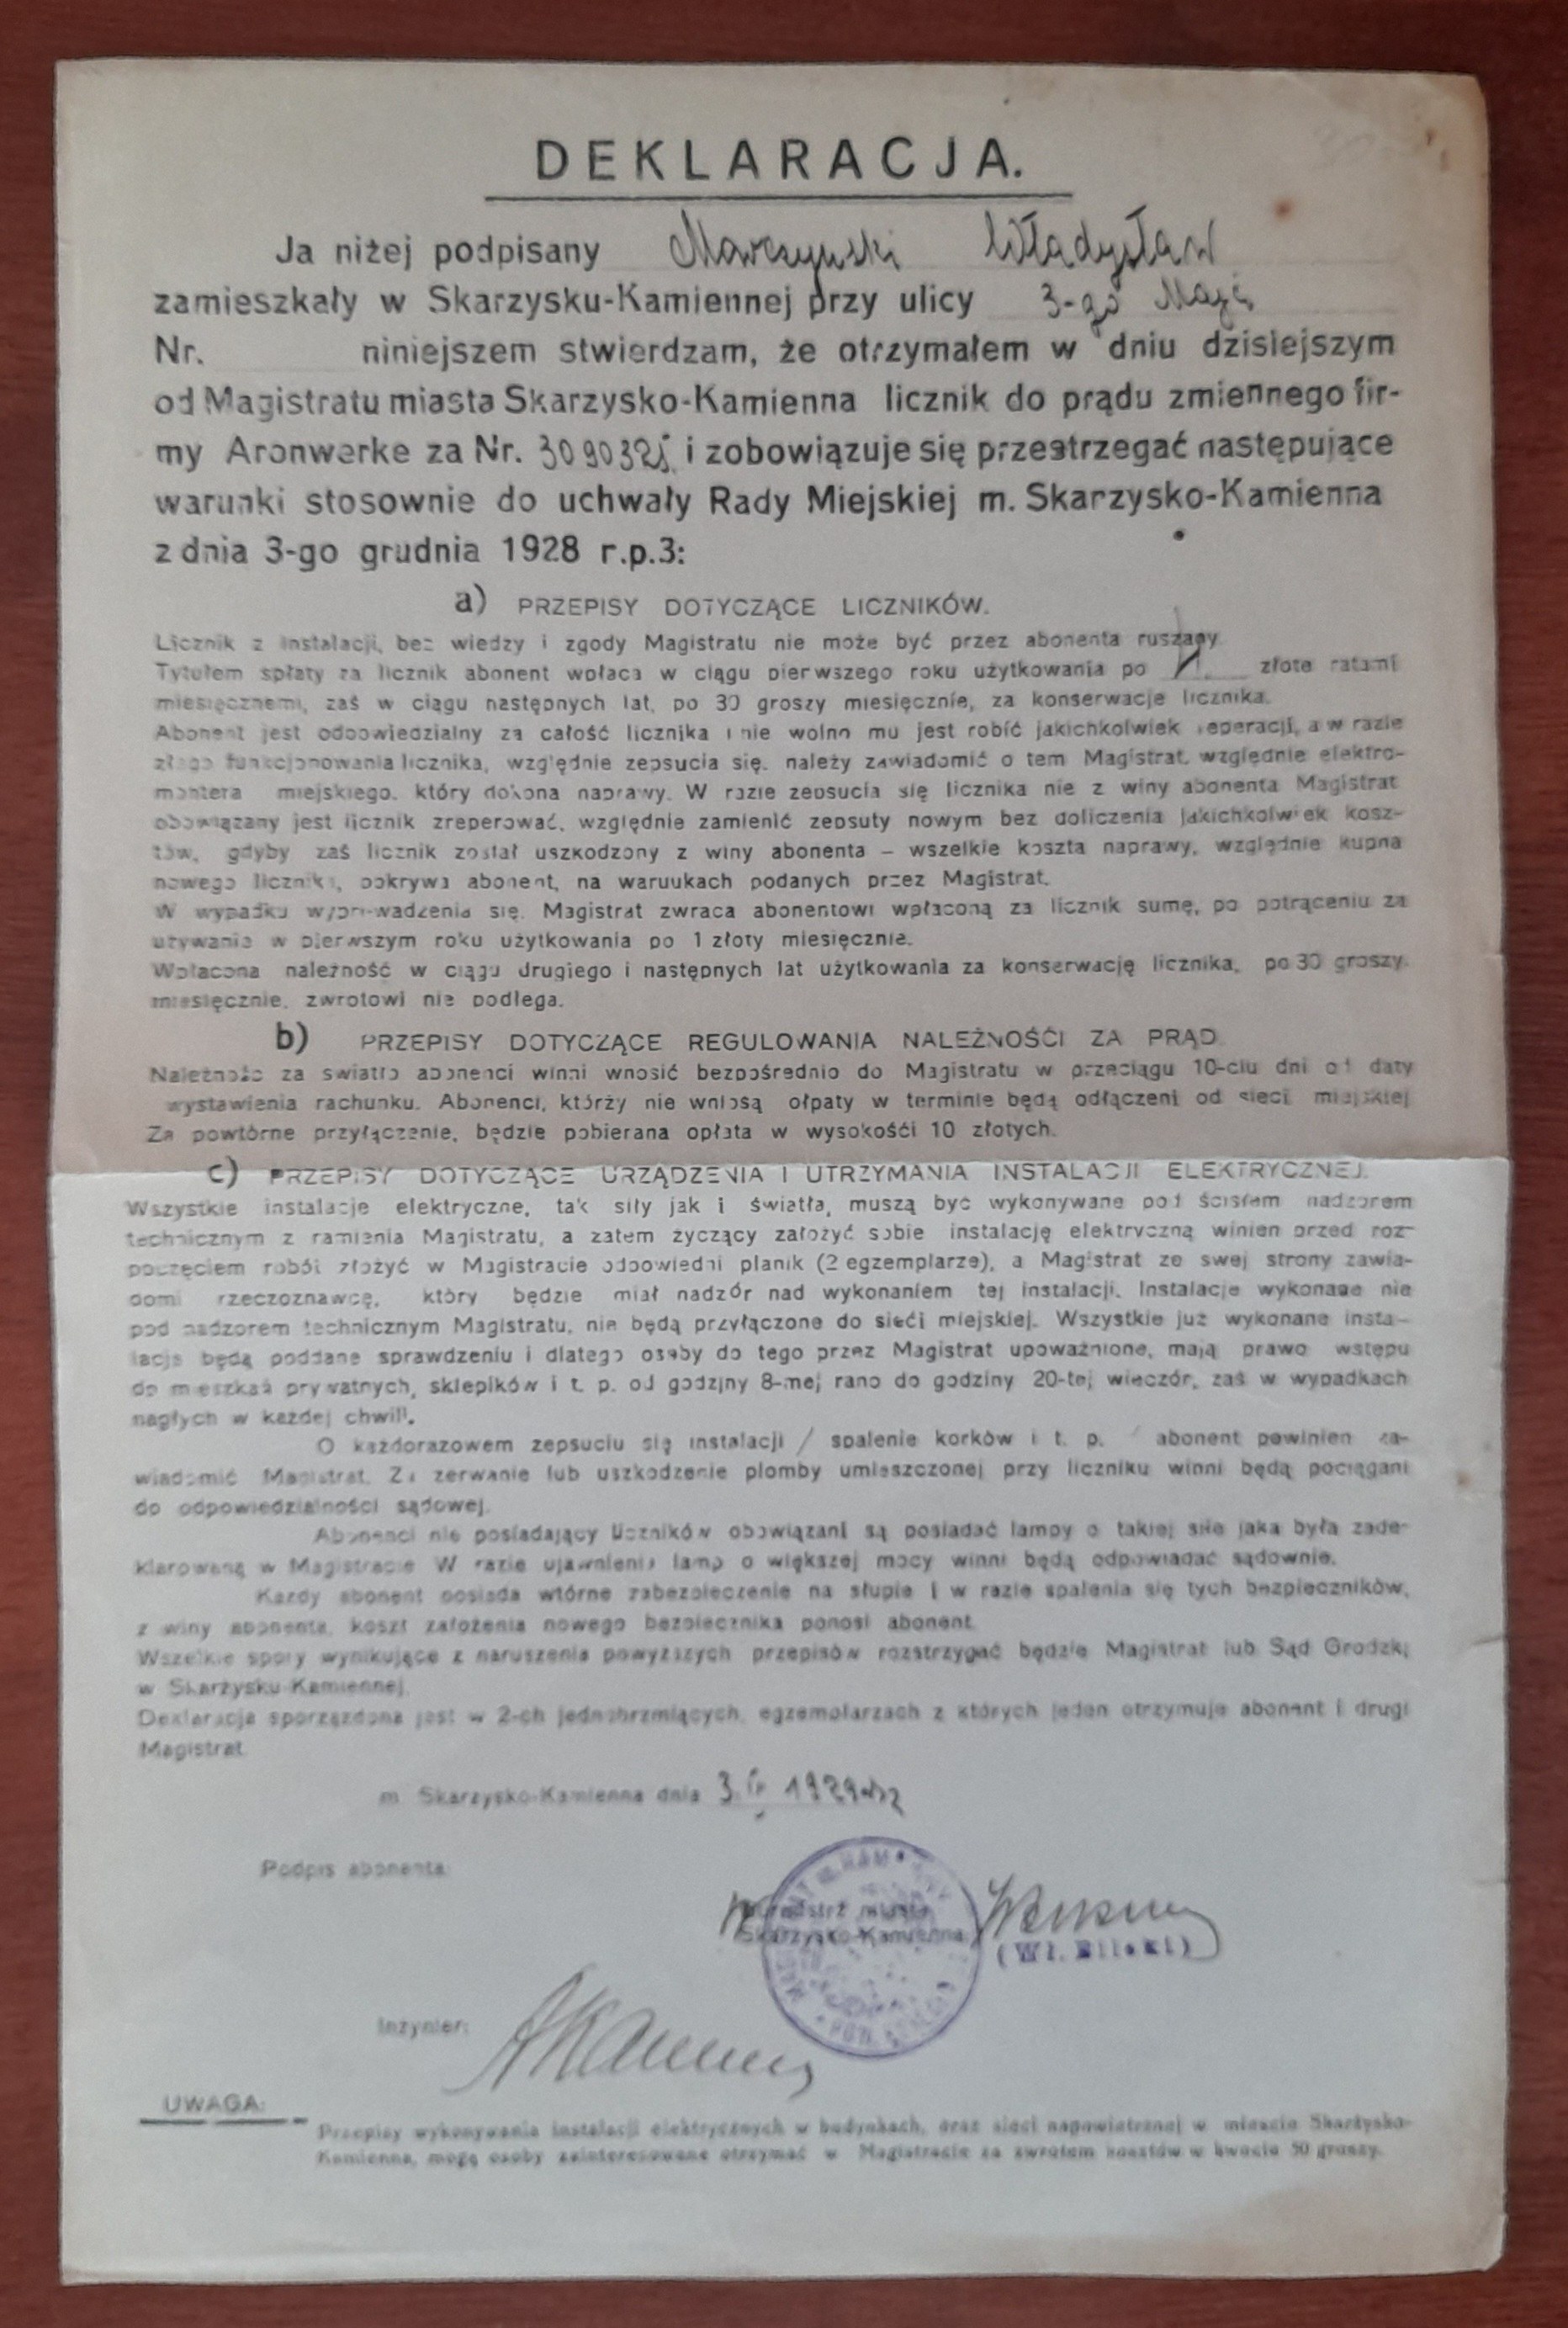 DEKLARACJA.
Ja niżej podpisany Marczyński Władysław
zamieszkały w Skarzysku-Kamiennej przy ulicy 3-go Maja
Nr. niniejszem stwierdzam, że otrzymałem w dniu dzisiejszym
od Magistratu miasta Skarzysko-Kamienna licznik do prądu zmiennego fir-
my Aronwerke za Nr. i zobowiązuje się przestrzegać następujące
warunki stosownie do uchwały Rady Miejskiej m. Skarzysko-Kamienna
z dnia 3-go grudnia 1928 r.p.3:
a) PRZEPISY DOTYCZĄCE LICZNIKÓW.
Licznik z instalacji, bez wiedzy i zgody Magistratu nie może być przez abonenta ruszany
Tytułem spłaty za licznik abonent wpłaca w ciągu pierwszego roku użytkowania po złote ratami
miesięcznemi, zaś w ciągu następnych lat, po 30 groszy miesięcznie, za konserwacje licznika.
Abonent jest odpowiedzialny za całość licznika i nie wolno mu jest robić jakichkolwiek reperacji, a w razie
złego funkcjonowania licznika, względnie zepsucia się, należy zawiadomić o tem Magistrat, względnie elektro-
montera miejskiego, który dokona naprawy. W razie zepsucia się licznika nie z winy abonenta Magistrat
obowiązany jest licznik zreperować, względnie zamienić zepsuty nowym bez doliczenia jakichkolwiek kosz-
tów, gdyby zaś licznik został uszkodzony z winy abonenta – wszelkie koszta naprawy, względnie kupna
nowego licznika, pokrywa abonent, na waruukach podanych przez Magistrat.
W wypadku wyprowadzenia się, Magistrat zwraca abonentowi wpłaconą za licznik sumę, po potrąceniu za
używanie w pierwszym roku użytkowania po 1 złoty miesięcznie.
Wpłacona należność w ciągu drugiego i następnych lat użytkowania za konserwację licznika, po 30 groszy
miesięcznie, zwrotowi nie podlega.
b) PRZEPISY DOTYCZĄCE REGULOWANIA NALEŻNOŚĆI ZA PRĄD
Należność za światło abonenci winni wnosić bezpośrednio do Magistratu w przeciągu 10-ciu dni od daty
wystawienia rachunku. Abonenci, którzy nie wniosą ołpaty w terminie będą odłączeni od sieci miejskiej
Za powtórne przyłączenie, będzie pobierana opłata w wysokośći 10 złotych.
c) PRZEPISY DOTYCZĄCE URZĄDZENIA I UTRZYMANIA INSTALACJI ELEKTRYCZNEJ.
Wszystkie instalacje elektryczne, tak siły jak i światła, muszą być wykonywane pod ścisłem nadzorem
technicznym z ramienia Magistratu, a zatem życzący założyć sobie instalację elektryczną winien przed roz-
poczęciem robót złożyć w Magistracie odpowiedni planik (2 egzemplarze), a Magistrat ze swej strony zawia-
domi rzeczoznawcę, który będzie miał nadzór nad wykonaniem tej instalacji. Instalacje wykonane nie
pod nadzorem technicznym Magistratu, nie będą przyłączone do sieći miejskiej. Wszystkie już wykonane insta-
lacje będą poddane sprawdzeniu i dlatego osoby do tego przez Magistrat upoważnione, mają prawo wstępu
do mieszkań prywatnych, sklepików i t. p. od godziny 8-mej rano do godziny 20-tej wieczór, zaś w wypadkach
nagłych w każdej chwili.
O każdorazowem zepsuciu się instalacji / spalenie korków i t. p. / abonent powinien za-
wiadomić Magistrat. Za zerwanie lub uszkodzenie plomby umieszczonej przy liczniku winni będą pociągani
do odpowiedzialności sądowej.
Abonenci nie posiadający liczników obowiązani są posiadać lampy o takiej sile jaka była zade-
klarowaną w Magistracie W razie ujawnienia lamp o większej mocy winni będą odpowiadać sądownie.
Każdy abonent posiada wtórne zabezpieczenie na słupie i w razie spalenia się tych bezpieczników,
z winy abonenta, koszt założenia nowego bezpiecznika ponosi abonent.
Wszelkie spory wynikujące z naruszenia powyższych przepisów rozstrzygać będzie Magistrat lub Sąd Grodzki
w Skarżysku Kamiennej.
Deklaracja sporządzona jest w 2-ch jednobrzmiących, egzemplarzach z których jeden otrzymuje abonent i drugi
Magistrat.
m. Skarzysko-Kamienna dnia 3. 1929
Podpis abonenta:
Burmistrz miasta
Skarżysko-Kamienna
(Wł. Bilski)
Inżynier:
UWAGA:
Przepisy wykonywania instalacji elektrycznych w budynkach, oraz sieci napowietrznej w mieście Skarżysko-
Kamienna, mogą osoby zainteresowane otrzymać w Magistracie za zwrotem kosztów w kwocie 50 groszy.